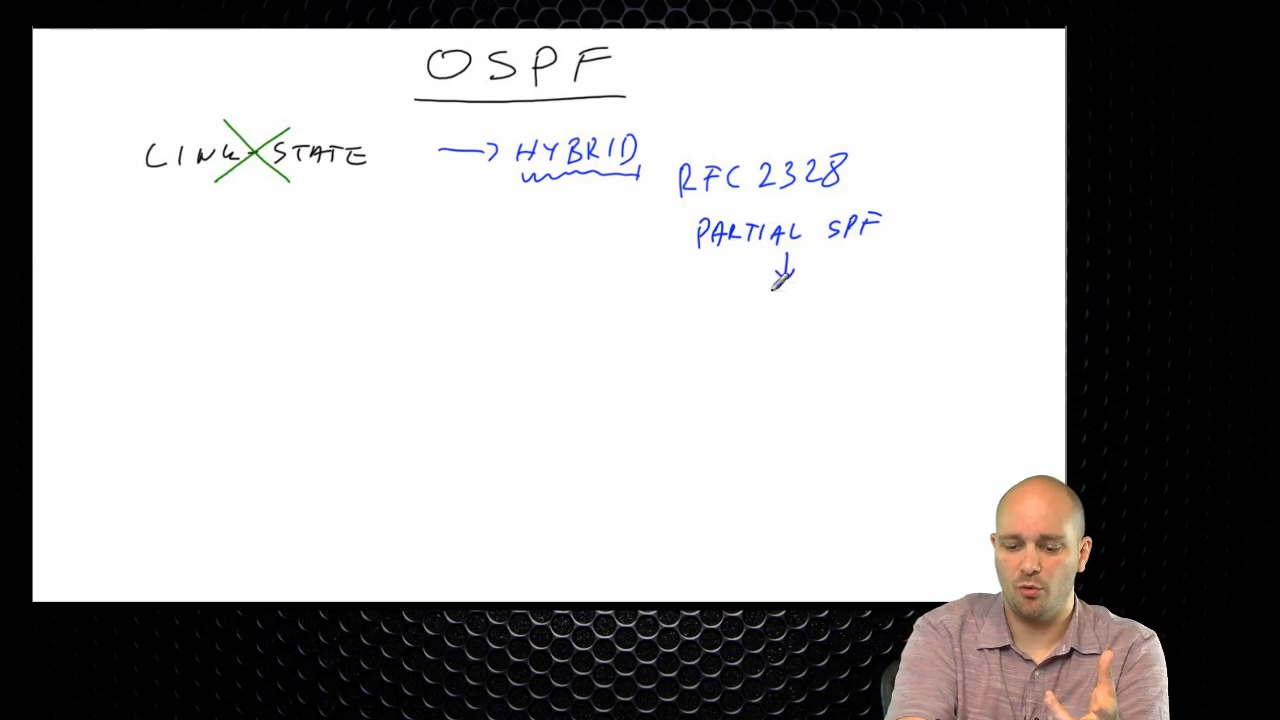 OSPF
LINK-STATE → HYBRID
RFC 2328
PARTIAL SPF
↓